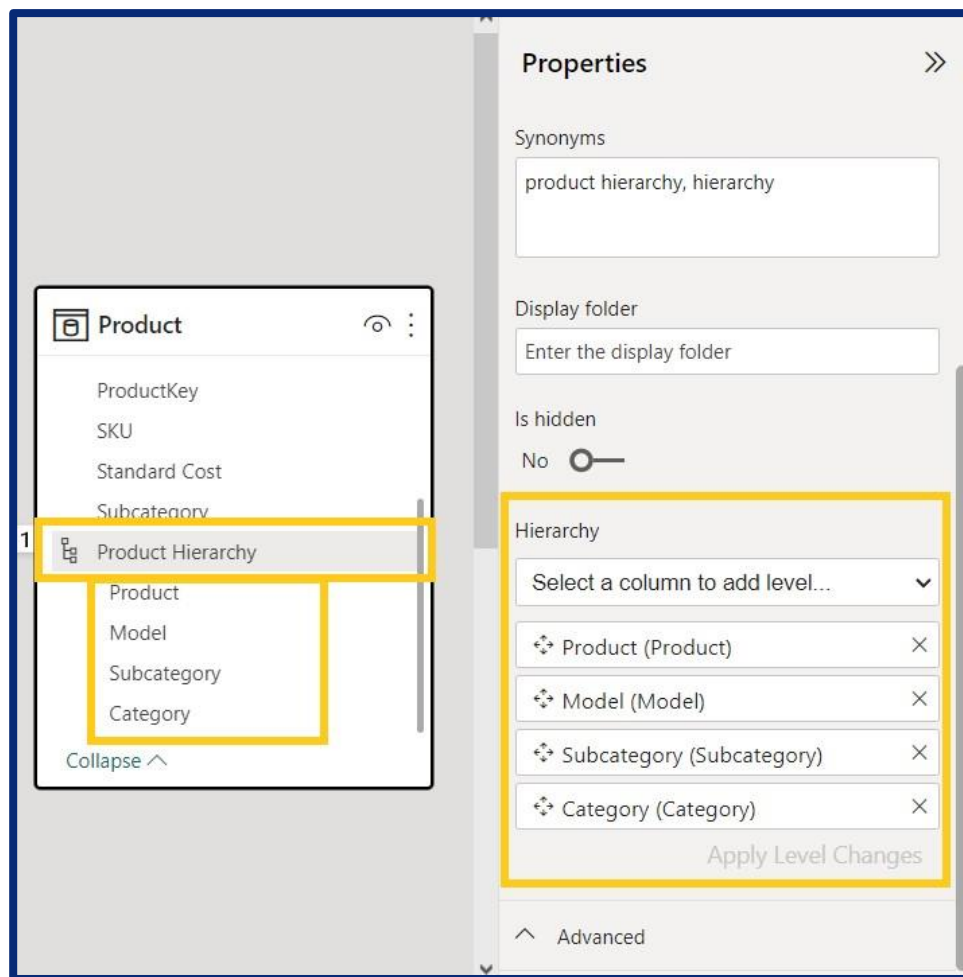 Product
ProductKey
SKU
Standard Cost
Subcategory
1
Product Hierarchy
Product
Model
Subcategory
Category
Collapse
Properties
Synonyms
product hierarchy, hierarchy
Display folder
Enter the display folder
Is hidden
No
Hierarchy
Select a column to add level...
Product (Product)
Model (Model)
Subcategory (Subcategory)
Category (Category)
Apply Level Changes
Advanced